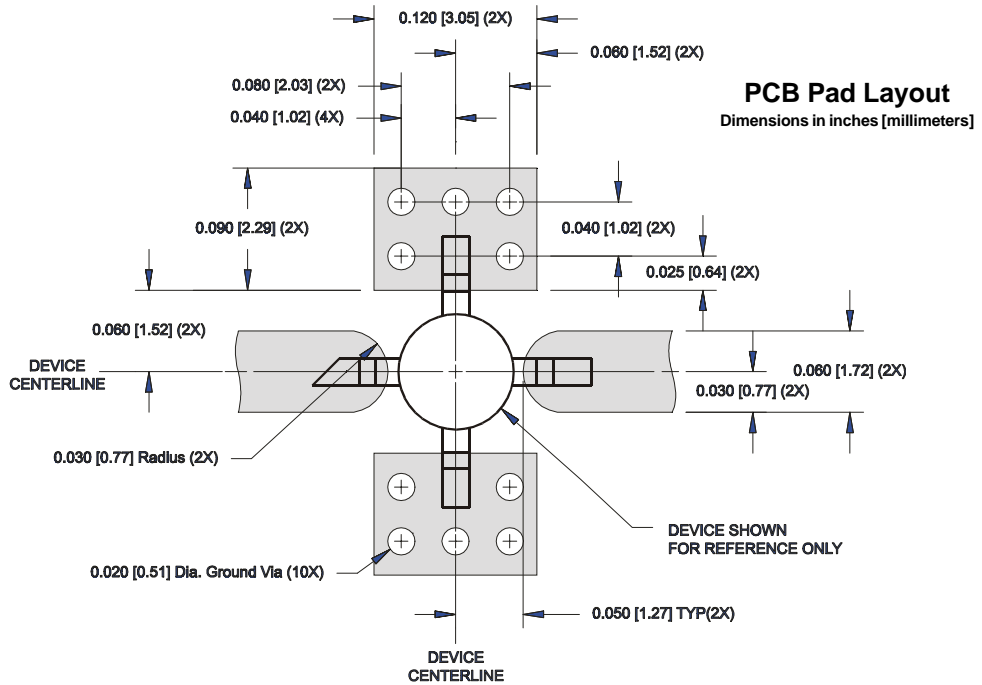 0.120 [3.05] (2X)
0.060 [1.52] (2X)
0.080 [2.03] (2X)
0.040 [1.02] (4X)
PCB Pad Layout
Dimensions in inches [millimeters]
0.090 [2.29] (2X)
0.040 [1.02] (2X)
0.025 [0.64] (2X)
0.060 [1.52] (2X)
DEVICE
CENTERLINE
0.060 [1.72] (2X)
0.030 [0.77] (2X)
0.030 [0.77] Radius (2X)
DEVICE SHOWN
FOR REFERENCE ONLY
0.020 [0.51] Dia. Ground Via (10X)
0.050 [1.27] TYP(2X)
DEVICE
CENTERLINE